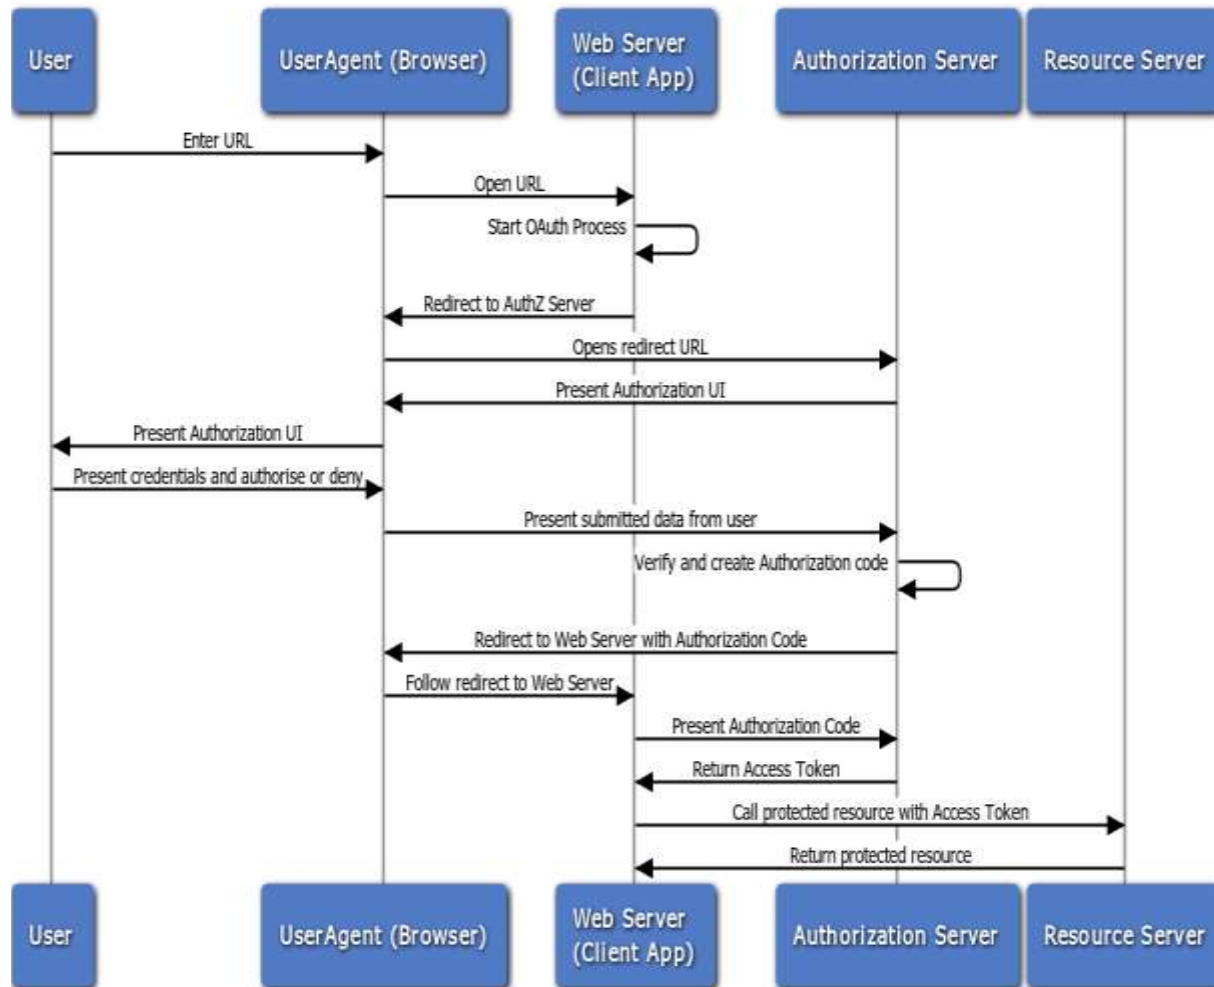 User
UserAgent (Browser)
Web Server
(Client App)
Authorization Server
Resource Server
Enter URL
Open URL
Start OAuth Process
Redirect to AuthZ Server
Opens redirect URL
Present Authorization UI
Present Authorization UI
Present credentials and authorise or deny
Present submitted data from user
Verify and create Authorization code
Redirect to Web Server with Authorization Code
Follow redirect to Web Server
Present Authorization Code
Return Access Token
Call protected resource with Access Token
Return protected resource
User
UserAgent (Browser)
Web Server
(Client App)
Authorization Server
Resource Server